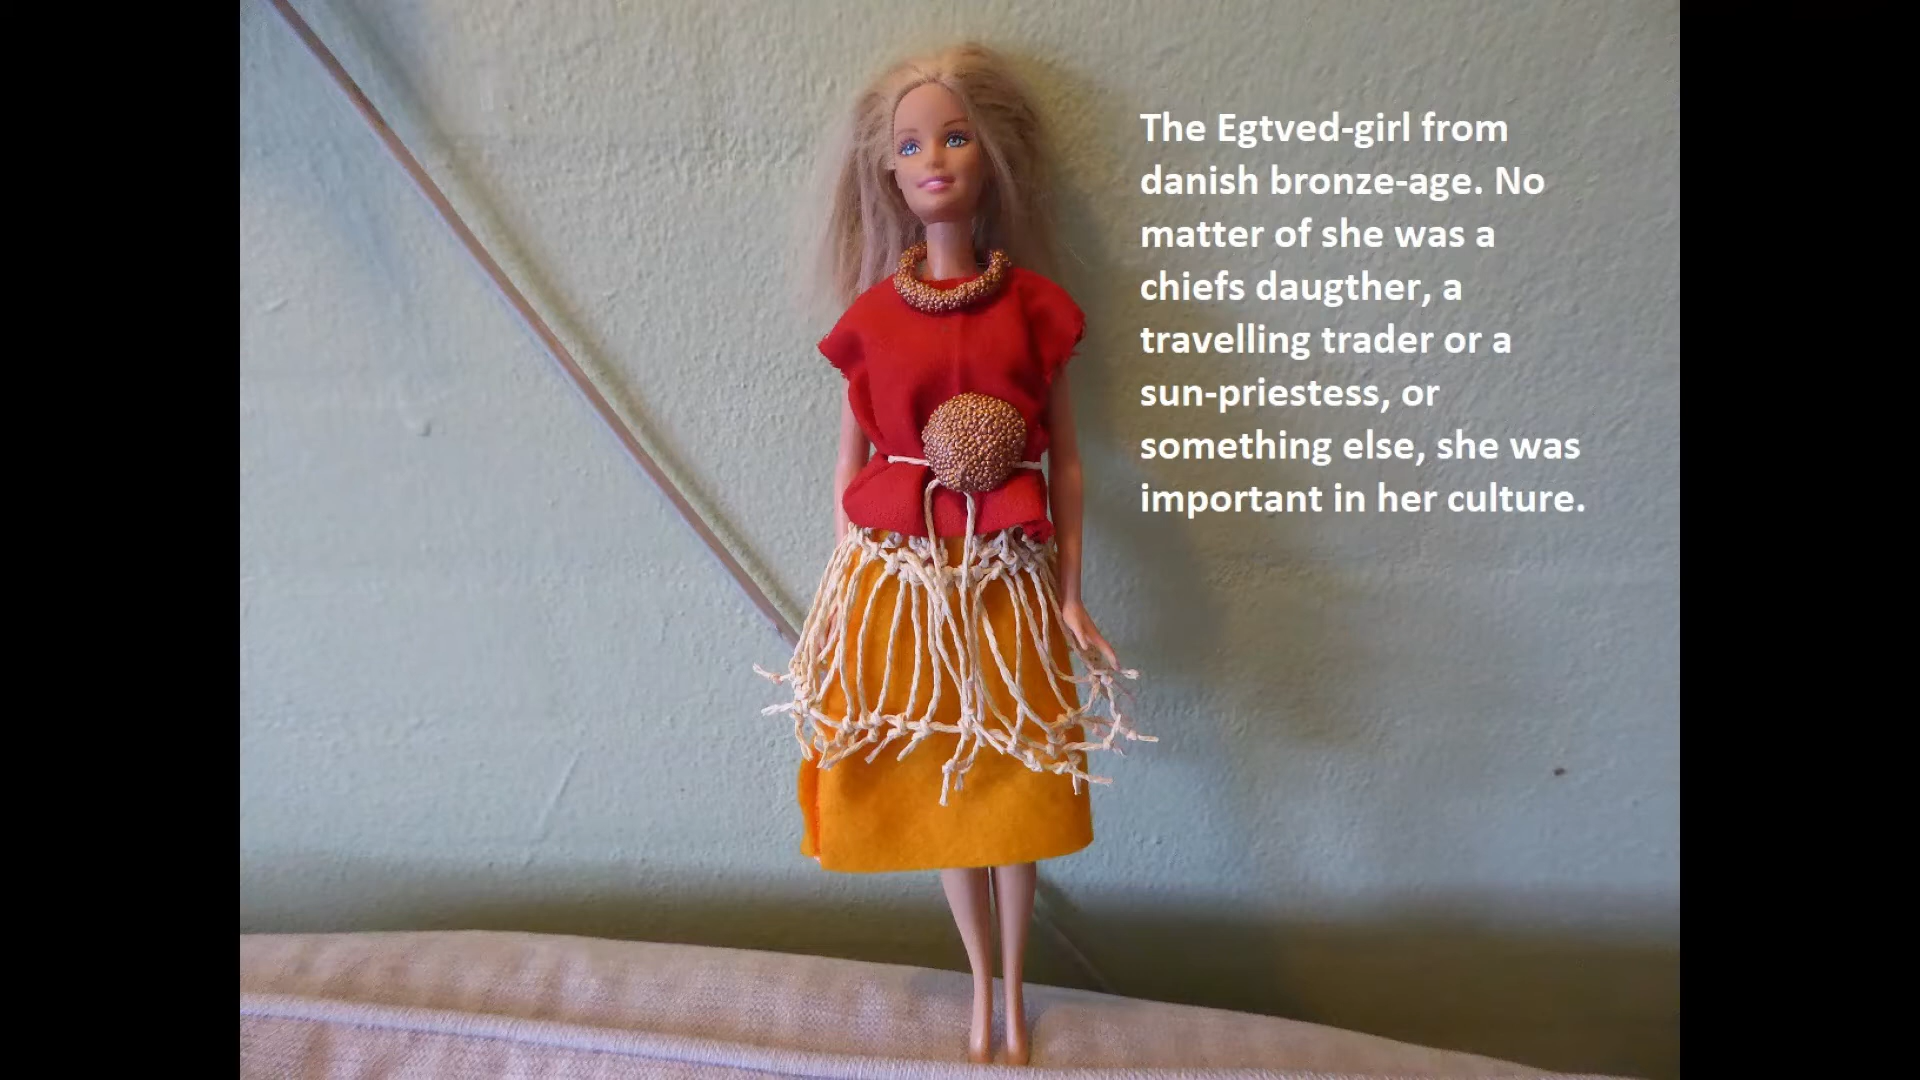 The Egtved-girl from
danish bronze-age. No
matter of she was a
chiefs daugther, a
travelling trader or a
sun-priestess, or
something else, she was
important in her culture.